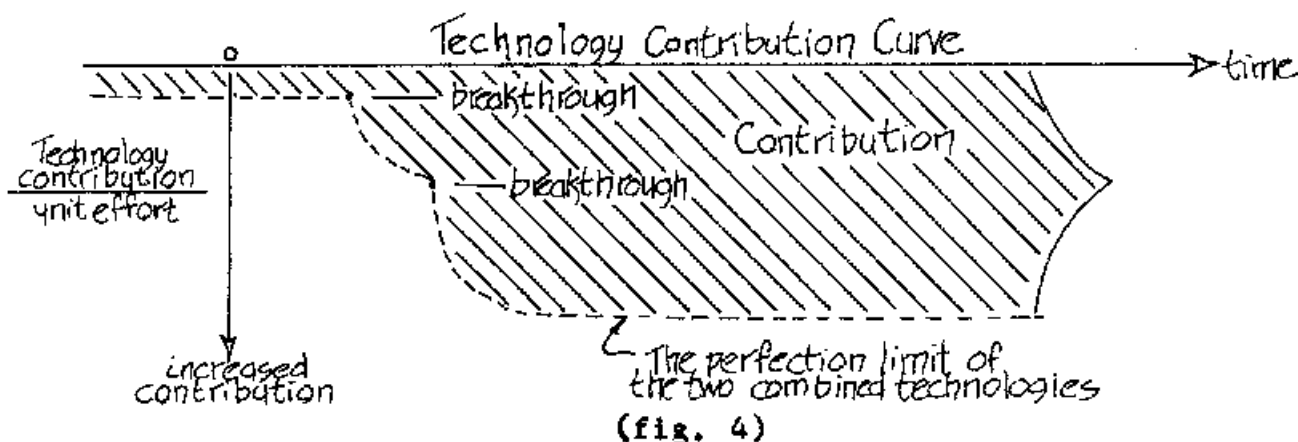 Technology Contribution Curve
o
time
breakthrough
Contribution
Technology
contribution
unit effort
breakthrough
increased
contribution
The perfection limit of
the two combined technologies
(fig. 4)